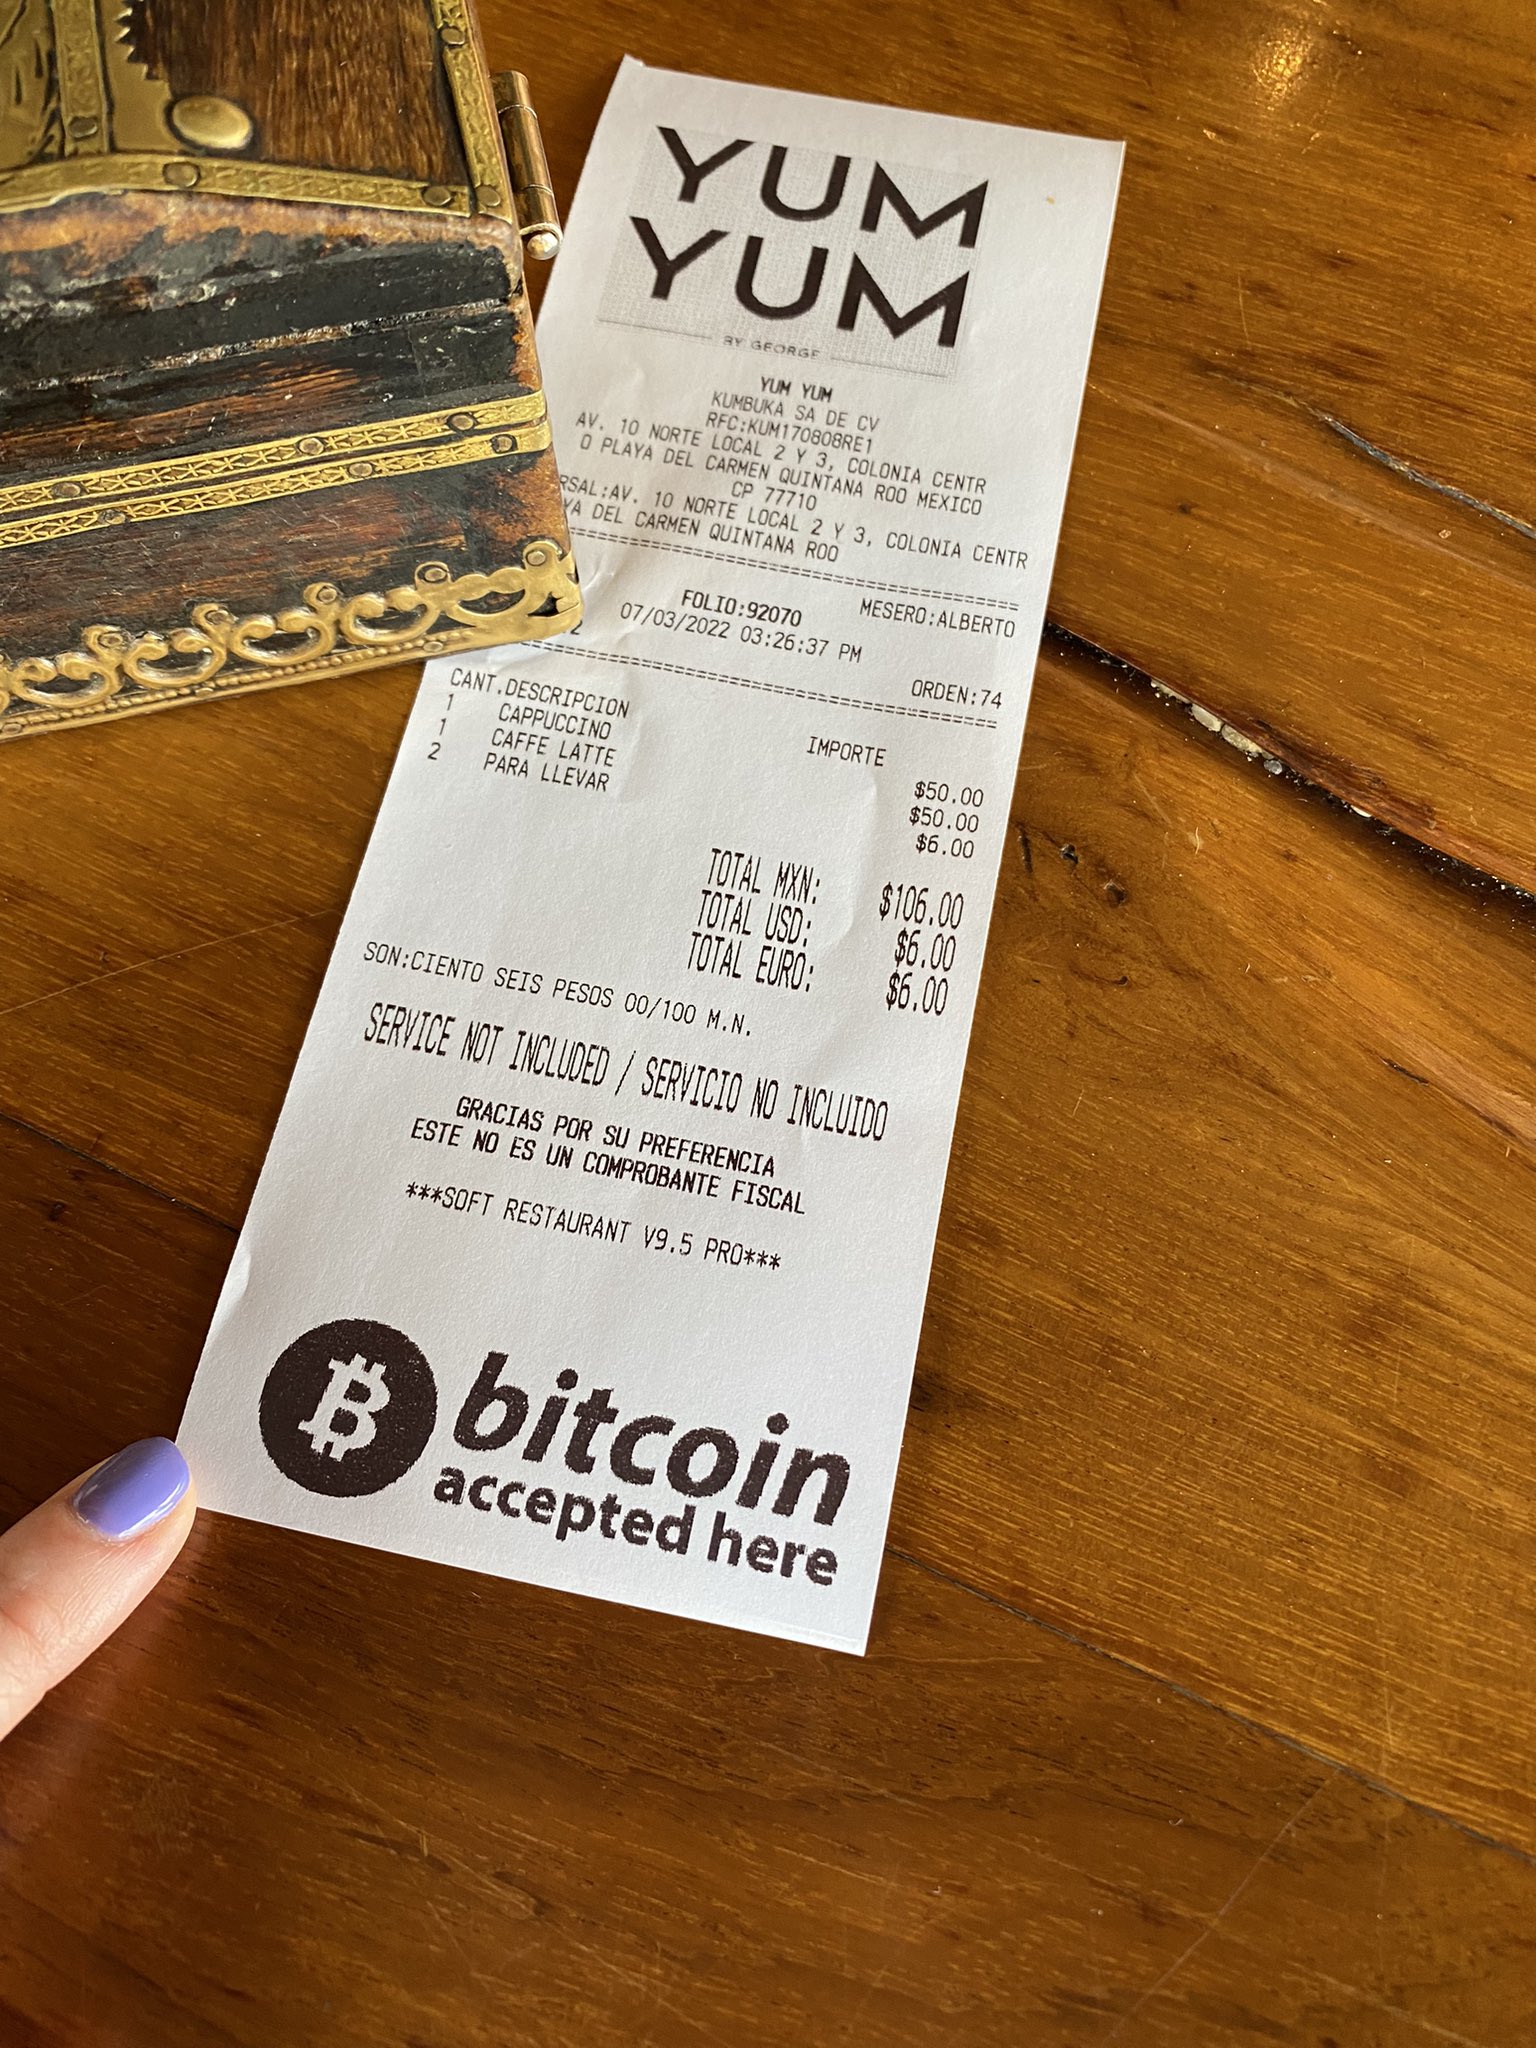 YUM
YUM
BY GEORGE
YUM YUM
KUMBUKA SA DE CV
RFC:KUM170808RE1
AV. 10 NORTE LOCAL 2 Y 3, COLONIA CENTR
O PLAYA DEL CARMEN QUINTANA ROO MEXICO
CP 77710
RSAL:AV. 10 NORTE LOCAL 2 Y 3, COLONIA CENTR
YA DEL CARMEN QUINTANA ROO
FOLIO:92070 MESERO:ALBERTO
2 07/03/2022 03:26:37 PM
ORDEN:74
CANT.DESCRIPCION IMPORTE
1 CAPPUCCINO $50.00
1 CAFFE LATTE $50.00
2 PARA LLEVAR $6.00
TOTAL MXN: $106.00
TOTAL USD: $6.00
TOTAL EURO: $6.00
SON:CIENTO SEIS PESOS 00/100 M.N.
SERVICE NOT INCLUDED / SERVICIO NO INCLUIDO
GRACIAS POR SU PREFERENCIA
ESTE NO ES UN COMPROBANTE FISCAL
***SOFT RESTAURANT V9.5 PRO***
bitcoin
accepted here